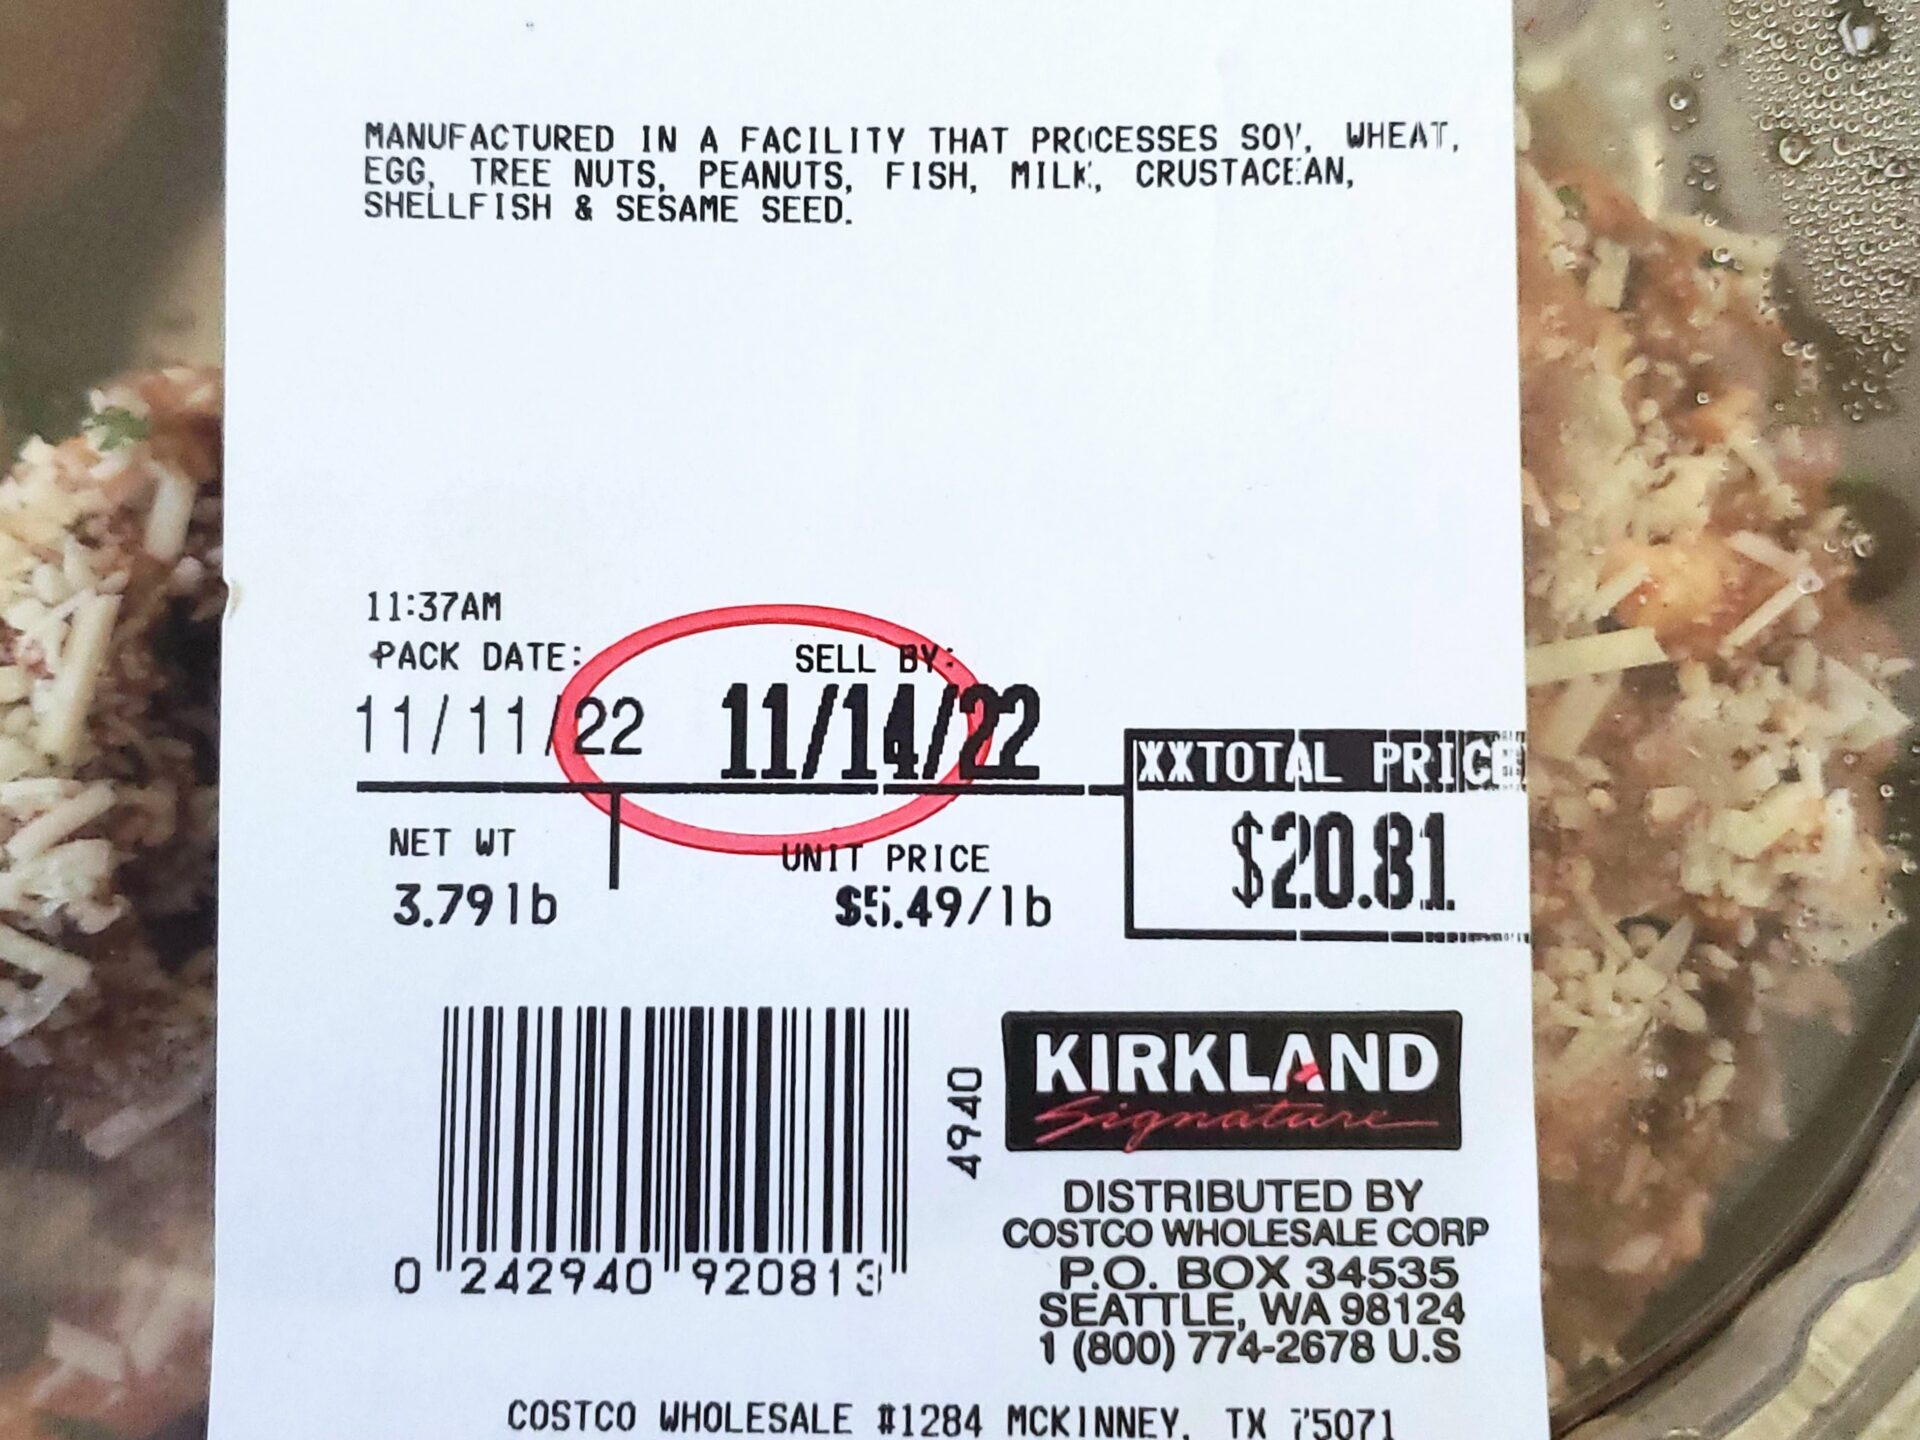 MANUFACTURED IN A FACILITY THAT PROCESSES SOY, WHEAT,
EGG, TREE NUTS, PEANUTS, FISH, MILK, CRUSTACEAN,
SHELLFISH & SESAME SEED.
11:37AM
PACK DATE:
11/11/22
SELL BY:
11/14/22
XXTOTAL PRICE
$20.81
NET WT
3.79lb
UNIT PRICE
$5.49/lb
0 242940 920813
4940
KIRKLAND
Signature
DISTRIBUTED BY
COSTCO WHOLESALE CORP
P.O. BOX 34535
SEATTLE, WA 98124
1 (800) 774-2678 U.S
COSTCO WHOLESALE #1284 MCKINNEY, TX 75071